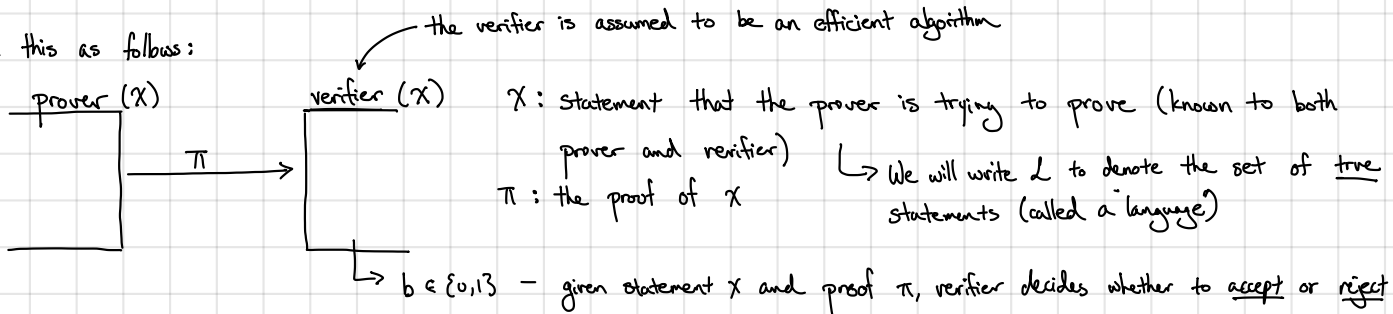 the verifier is assumed to be an efficient algorithm
this as follows:
prover (X)
verifier (X)
π
X : statement that the prover is trying to prove (known to both
prover and verifier)
↳ We will write L to denote the set of true
π : the proof of X
statements (called a "language")
↳ b ∈ {0,1} - given statement X and proof π, verifier decides whether to accept or reject